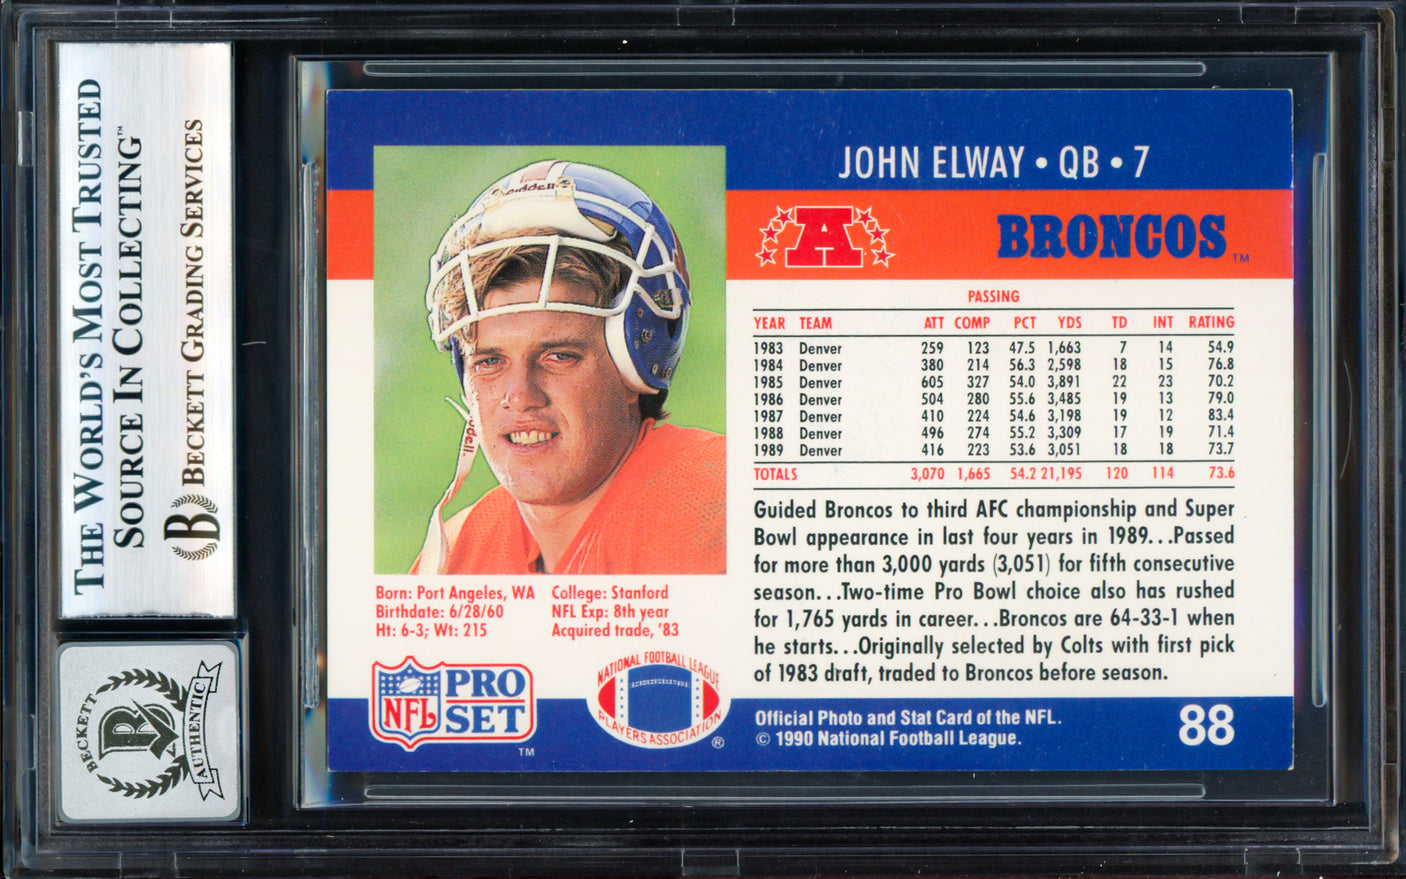 THE WORLD'S MOST TRUSTED
SOURCE IN COLLECTING™
BECKETT GRADING SERVICES
B
BECKETT
B
AUTHENTIC
JOHN ELWAY • QB • 7
A
BRONCOS™
Riddell
PASSING
YEAR TEAM ATT COMP PCT YDS TD INT RATING
1983 Denver 259 123 47.5 1,663 7 14 54.9
1984 Denver 380 214 56.3 2,598 18 15 76.8
1985 Denver 605 327 54.0 3,891 22 23 70.2
1986 Denver 504 280 55.6 3,485 19 13 79.0
1987 Denver 410 224 54.6 3,198 19 12 83.4
1988 Denver 496 274 55.2 3,309 17 19 71.4
1989 Denver 416 223 53.6 3,051 18 18 73.7
TOTALS 3,070 1,665 54.2 21,195 120 114 73.6
Guided Broncos to third AFC championship and Super
Bowl appearance in last four years in 1989...Passed
for more than 3,000 yards (3,051) for fifth consecutive
season...Two-time Pro Bowl choice also has rushed
for 1,765 yards in career...Broncos are 64-33-1 when
he starts...Originally selected by Colts with first pick
of 1983 draft, traded to Broncos before season.
Born: Port Angeles, WA
Birthdate: 6/28/60
Ht: 6-3; Wt: 215
College: Stanford
NFL Exp: 8th year
Acquired trade, '83
NFL
PRO
SET™
NATIONAL FOOTBALL LEAGUE
PLAYERS ASSOCIATION
®
Official Photo and Stat Card of the NFL.
© 1990 National Football League.
88